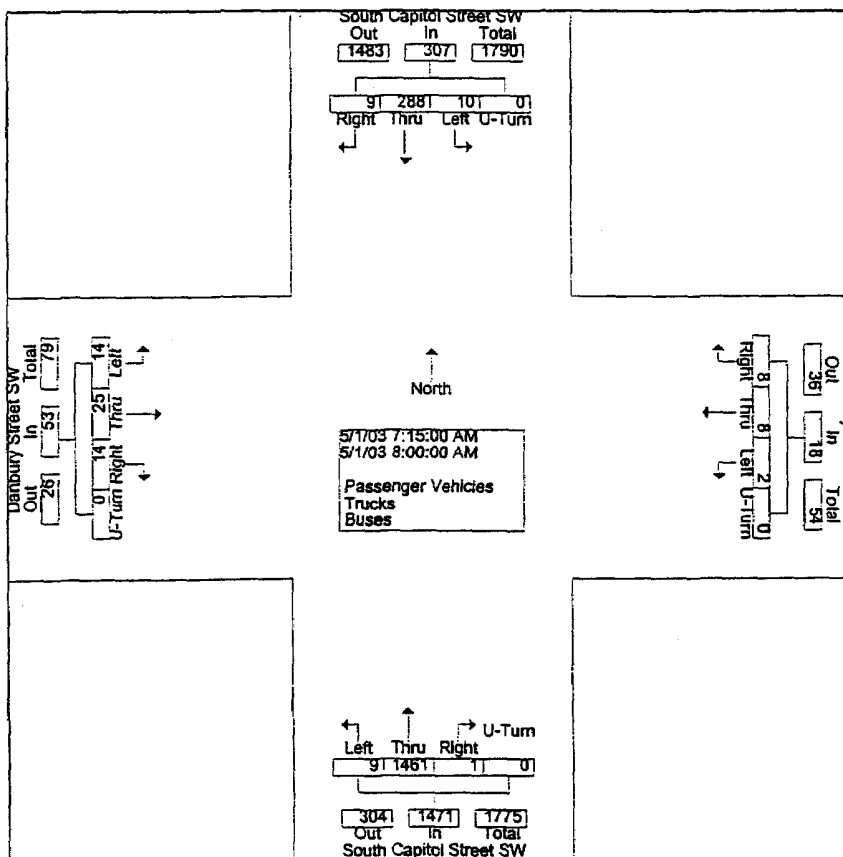 South Capitol Street SW
Out In Total
1483 307 1790
9 288 10 0
Right Thru Left U-Turn
Danbury Street SW
Total In Out
79 53 26
14 25 14 0
Left Thru Right U-Turn
North
5/1/03 7:15:00 AM
5/1/03 8:00:00 AM
Passenger Vehicles
Trucks
Buses
Right Thru Left U-Turn
8 8 2 0
36 18 54
Out In Total
U-Turn
Left Thru Right
9 1461 1 0
304 1471 1775
Out In Total
South Capitol Street SW